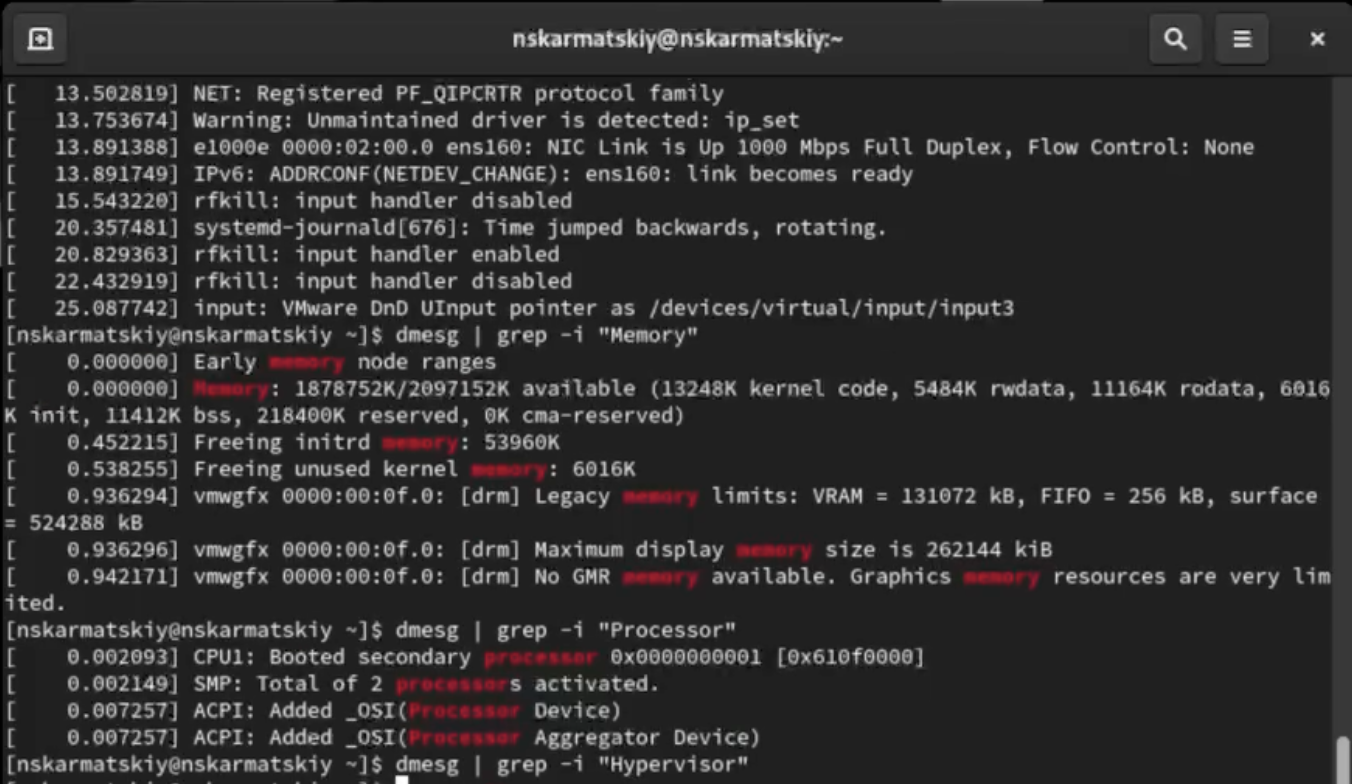 nskarmatskiy@nskarmatskiy:~
[   13.502819] NET: Registered PF_QIPCRTR protocol family
[   13.753674] Warning: Unmaintained driver is detected: ip_set
[   13.891388] e1000e 0000:02:00.0 ens160: NIC Link is Up 1000 Mbps Full Duplex, Flow Control: None
[   13.891749] IPv6: ADDRCONF(NETDEV_CHANGE): ens160: link becomes ready
[   15.543220] rfkill: input handler disabled
[   20.357481] systemd-journald[676]: Time jumped backwards, rotating.
[   20.829363] rfkill: input handler enabled
[   22.432919] rfkill: input handler disabled
[   25.087742] input: VMware DnD UInput pointer as /devices/virtual/input/input3
[nskarmatskiy@nskarmatskiy ~]$ dmesg | grep -i "Memory"
[    0.000000] Early memory node ranges
[    0.000000] Memory: 1878752K/2097152K available (13248K kernel code, 5484K rwdata, 11164K rodata, 6016
K init, 11412K bss, 218400K reserved, 0K cma-reserved)
[    0.452215] Freeing initrd memory: 53960K
[    0.538255] Freeing unused kernel memory: 6016K
[    0.936294] vmwgfx 0000:00:0f.0: [drm] Legacy memory limits: VRAM = 131072 kB, FIFO = 256 kB, surface
= 524288 kB
[    0.936296] vmwgfx 0000:00:0f.0: [drm] Maximum display memory size is 262144 kiB
[    0.942171] vmwgfx 0000:00:0f.0: [drm] No GMR memory available. Graphics memory resources are very lim
ited.
[nskarmatskiy@nskarmatskiy ~]$ dmesg | grep -i "Processor"
[    0.002093] CPU1: Booted secondary processor 0x0000000001 [0x610f0000]
[    0.002149] SMP: Total of 2 processors activated.
[    0.007257] ACPI: Added _OSI(Processor Device)
[    0.007257] ACPI: Added _OSI(Processor Aggregator Device)
[nskarmatskiy@nskarmatskiy ~]$ dmesg | grep -i "Hypervisor"